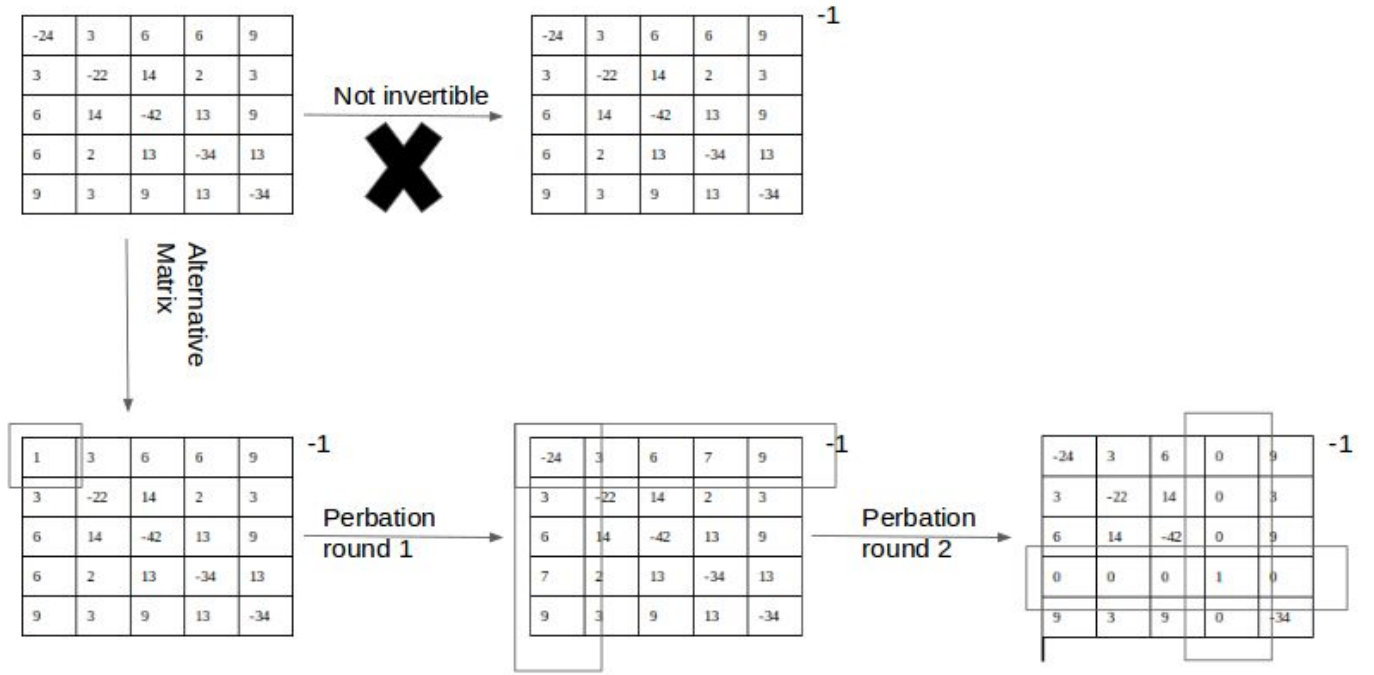 -24 3 6 6 9 -24 3 6 6 9 -1
3 -22 14 2 3 3 -22 14 2 3
Not invertible
6 14 -42 13 9 6 14 -42 13 9
6 2 13 -34 13 6 2 13 -34 13
9 3 9 13 -34 9 3 9 13 -34
Alternative
Matrix
1 3 6 6 9 -1 -24 3 6 7 9 -1 -24 3 6 0 9 -1
3 -22 14 2 3 3 -22 14 2 3 3 -22 14 0 3
Perbation Perbation
6 14 -42 13 9 6 14 -42 13 9 6 14 -42 0 9
round 1 round 2
6 2 13 -34 13 7 2 13 -34 13 0 0 0 1 0
9 3 9 13 -34 9 3 9 13 -34 9 3 9 0 -34